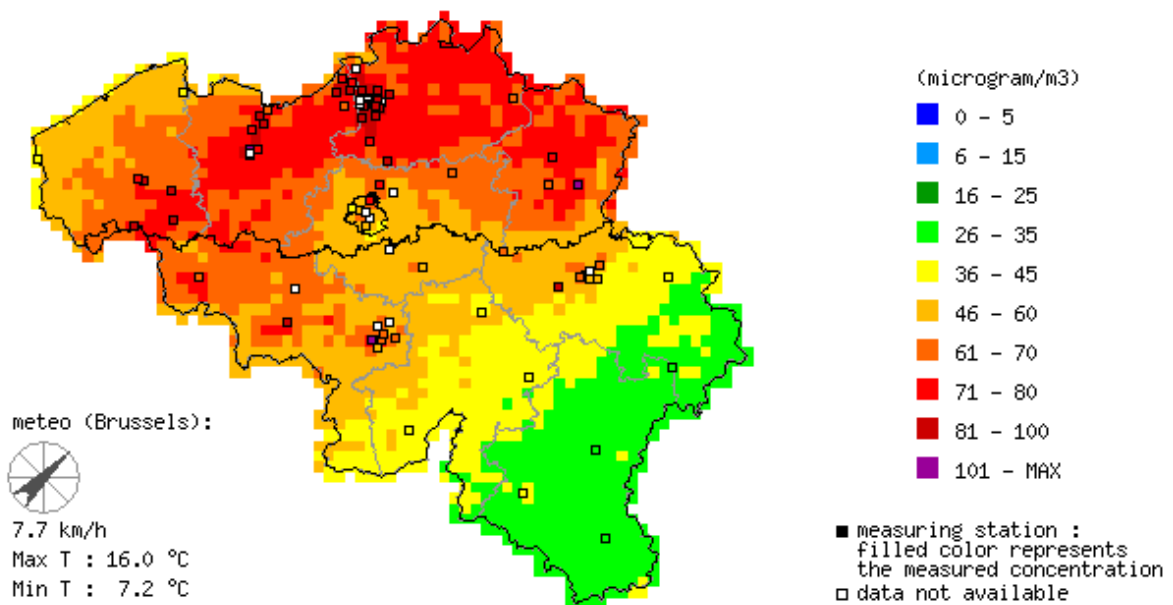 (microgram/m3)
0 - 5
6 - 15
16 - 25
26 - 35
36 - 45
46 - 60
61 - 70
71 - 80
81 - 100
101 - MAX
meteo (Brussels):
7.7 km/h
Max T : 16.0 °C
Min T : 7.2 °C
measuring station :
filled color represents
the measured concentration
data not available